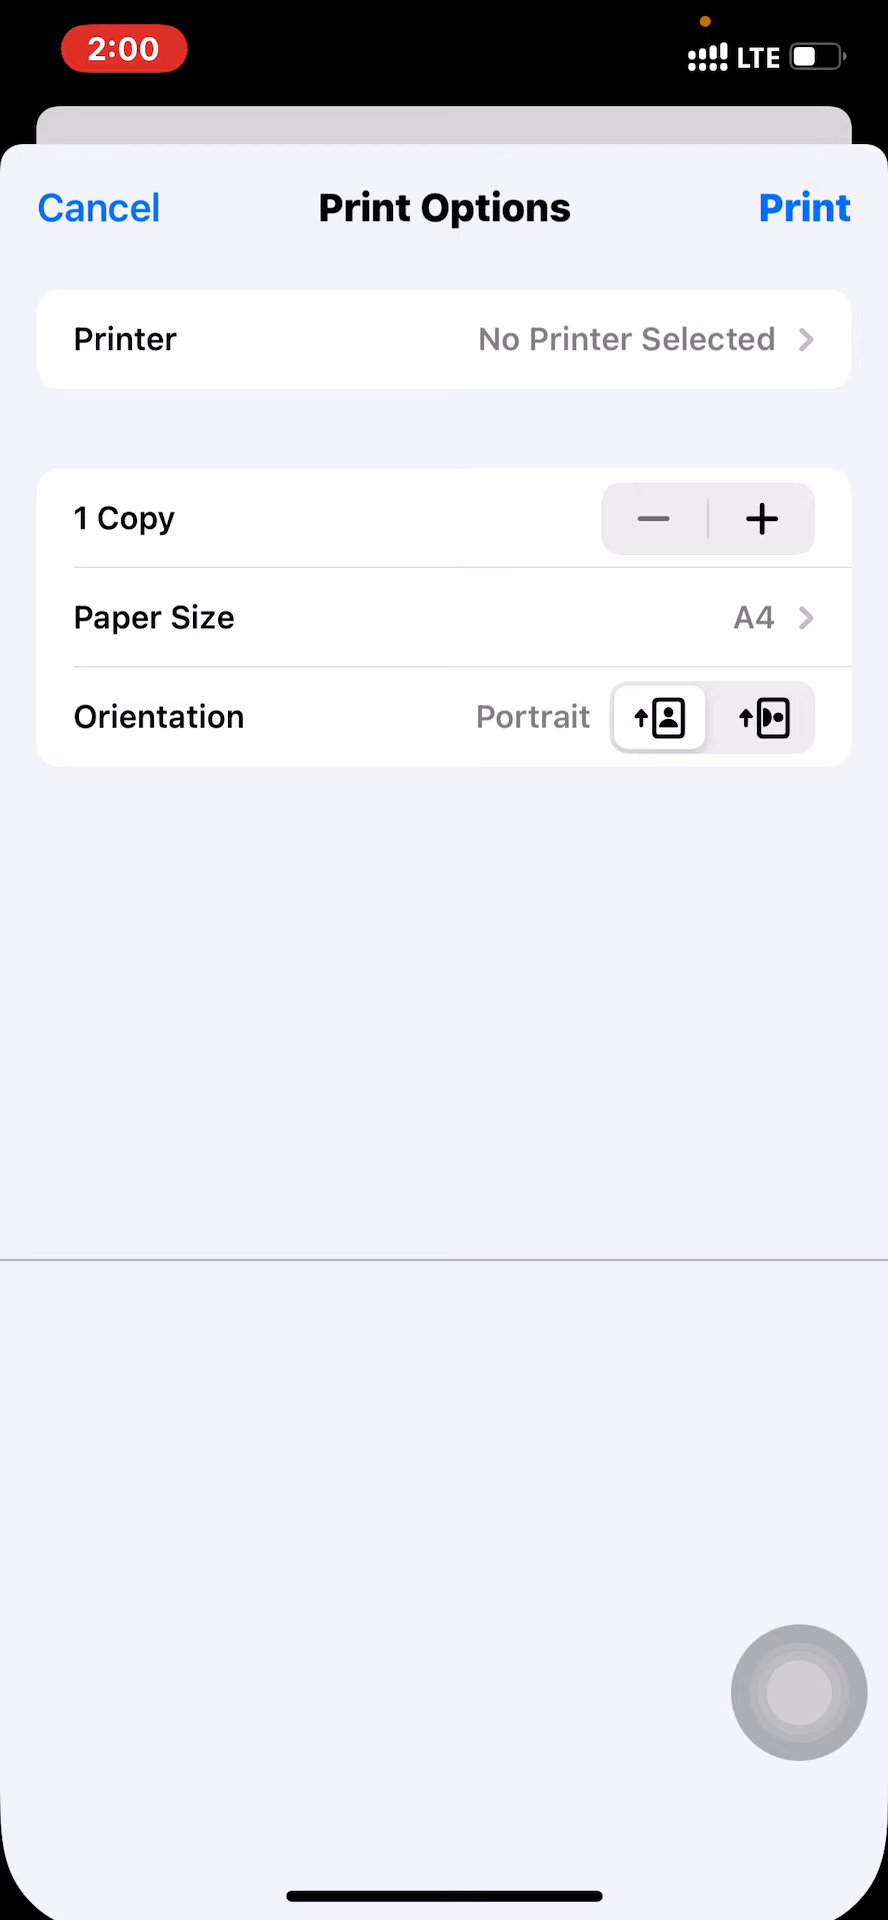 2:00
LTE
Cancel Print Options Print
Printer No Printer Selected
1 Copy
Paper Size A4
Orientation Portrait